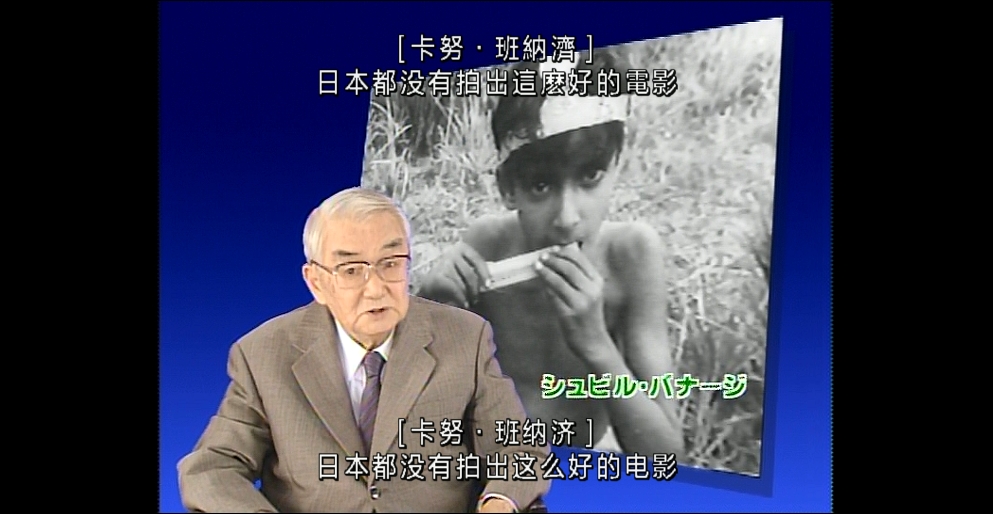 [卡努·班納濟]
日本都没有拍出這麽好的電影
シュビル・バナージ
[卡努·班纳济]
日本都没有拍出这么好的电影